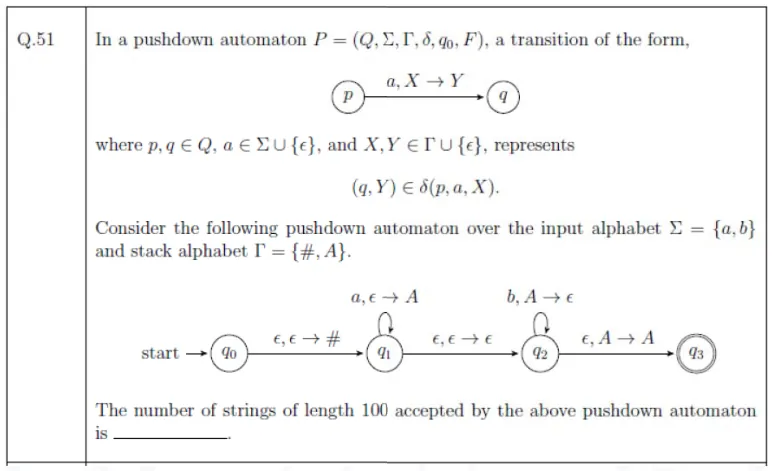 Q.51
In a pushdown automaton P = (Q, Σ, Γ, δ, q₀, F), a transition of the form,
a, X → Y
p q
where p, q ∈ Q, a ∈ Σ ∪ {ϵ}, and X, Y ∈ Γ ∪ {ϵ}, represents
(q, Y) ∈ δ(p, a, X).
Consider the following pushdown automaton over the input alphabet Σ = {a, b}
and stack alphabet Γ = {#, A}.
a, ϵ → A b, A → ϵ
ϵ, ϵ → # ϵ, ϵ → ϵ ϵ, A → A
start q₀ q₁ q₂ q₃
The number of strings of length 100 accepted by the above pushdown automaton
is ____________.